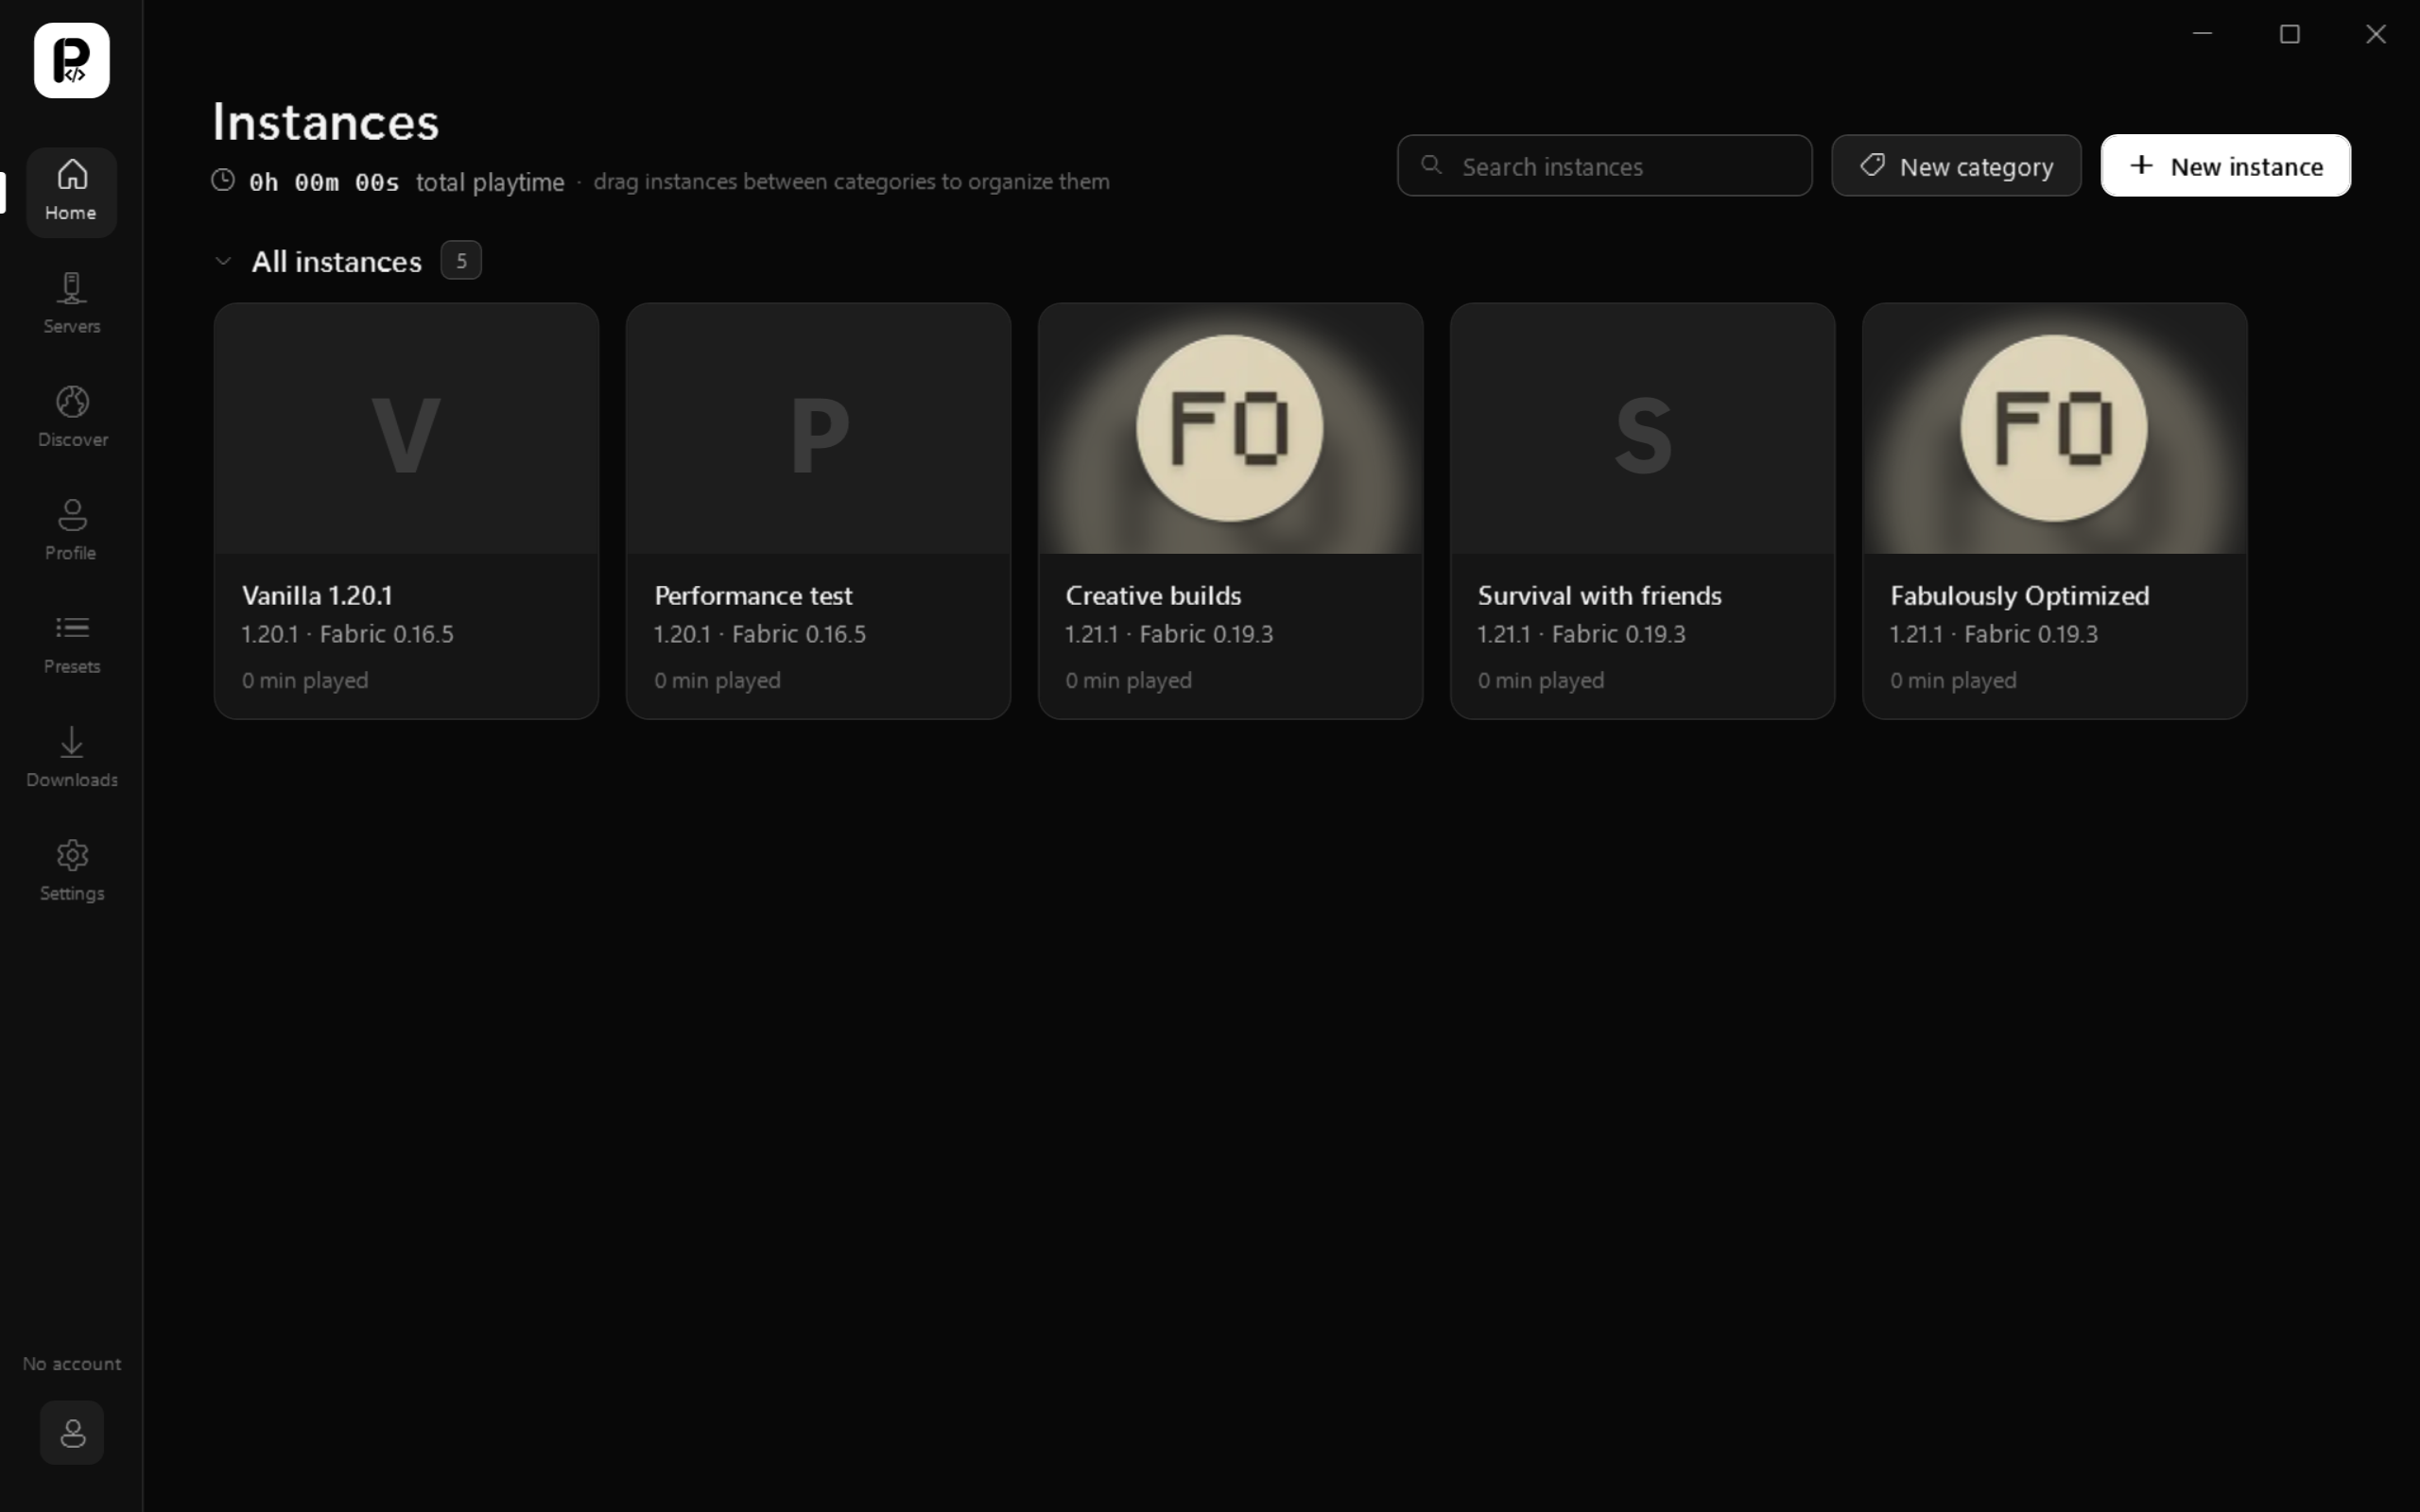 P
</>
Home
Servers
Discover
Profile
Presets
Downloads
Settings
No account
Instances
0h 00m 00s total playtime · drag instances between categories to organize them
Search instances
New category
+ New instance
All instances 5
V
Vanilla 1.20.1
1.20.1 · Fabric 0.16.5
0 min played
P
Performance test
1.20.1 · Fabric 0.16.5
0 min played
FO
Creative builds
1.21.1 · Fabric 0.19.3
0 min played
S
Survival with friends
1.21.1 · Fabric 0.19.3
0 min played
FO
Fabulously Optimized
1.21.1 · Fabric 0.19.3
0 min played